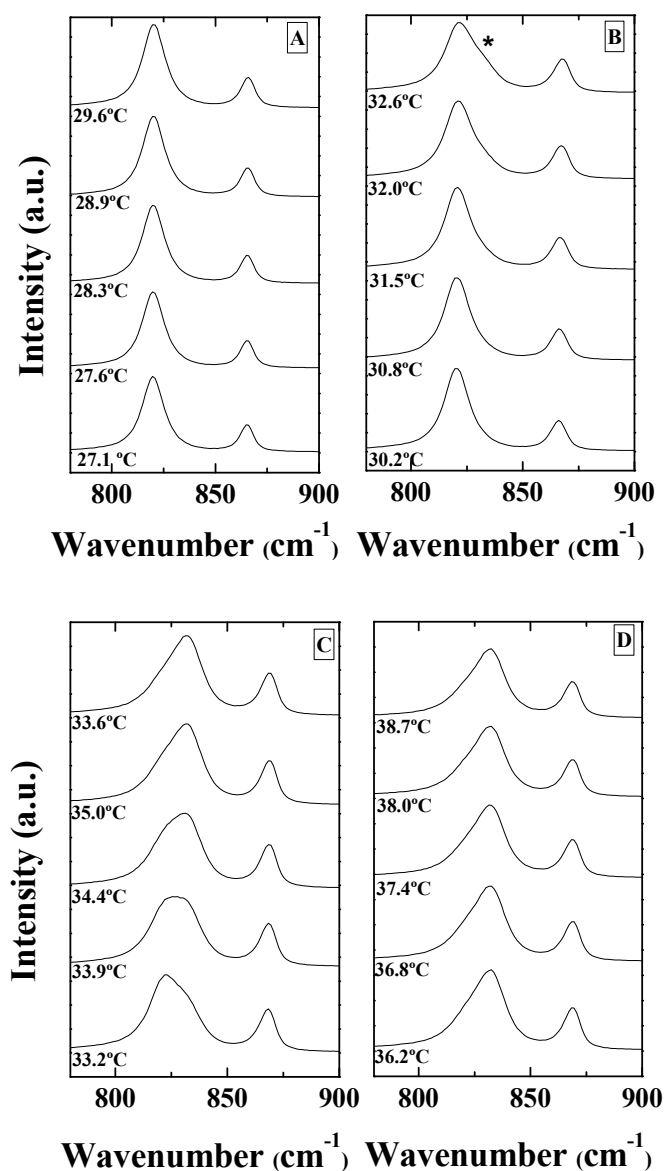 A
29.6ºC
28.9ºC
28.3ºC
27.6ºC
27.1 ºC
800 850 900
Wavenumber (cm-1)
Intensity (a.u.)
B
*
32.6ºC
32.0ºC
31.5ºC
30.8ºC
30.2ºC
800 850 900
Wavenumber (cm-1)
C
33.6ºC
35.0ºC
34.4ºC
33.9ºC
33.2ºC
800 850 900
Wavenumber (cm-1)
Intensity (a.u.)
D
38.7ºC
38.0ºC
37.4ºC
36.8ºC
36.2ºC
800 850 900
Wavenumber (cm-1)